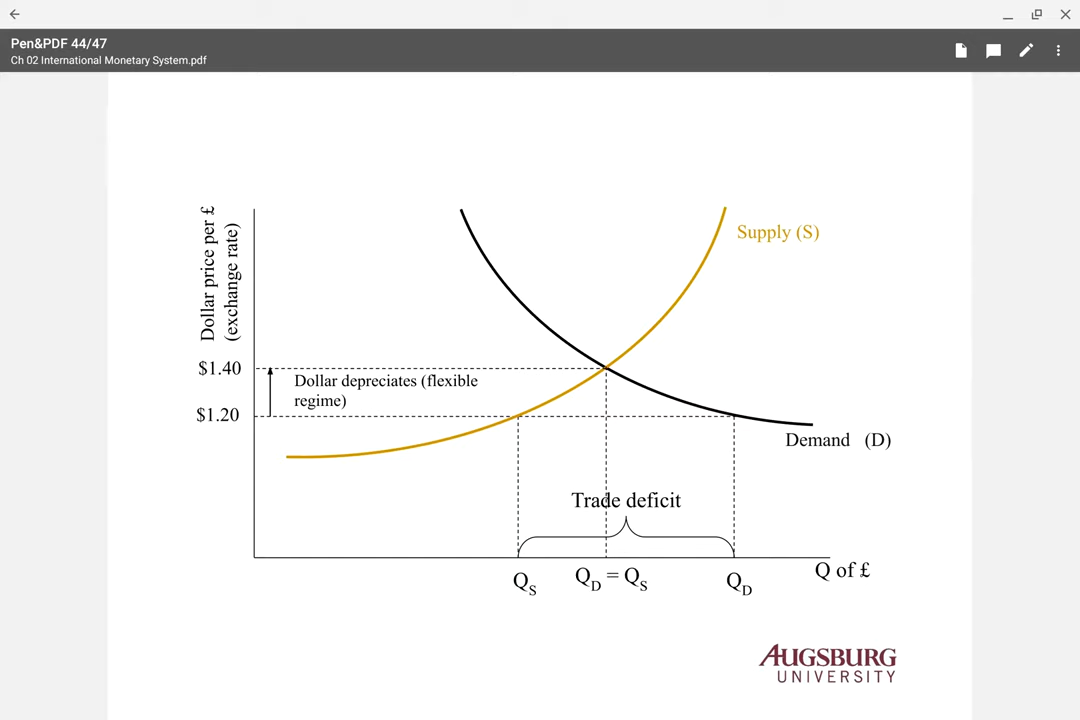 Pen&PDF 44/47
Ch 02 International Monetary System.pdf
Dollar price per £
(exchange rate)
Supply (S)
$1.40
Dollar depreciates (flexible
regime)
$1.20
Demand (D)
Trade deficit
QS
QD = QS
QD
Q of £
AUGSBURG
UNIVERSITY